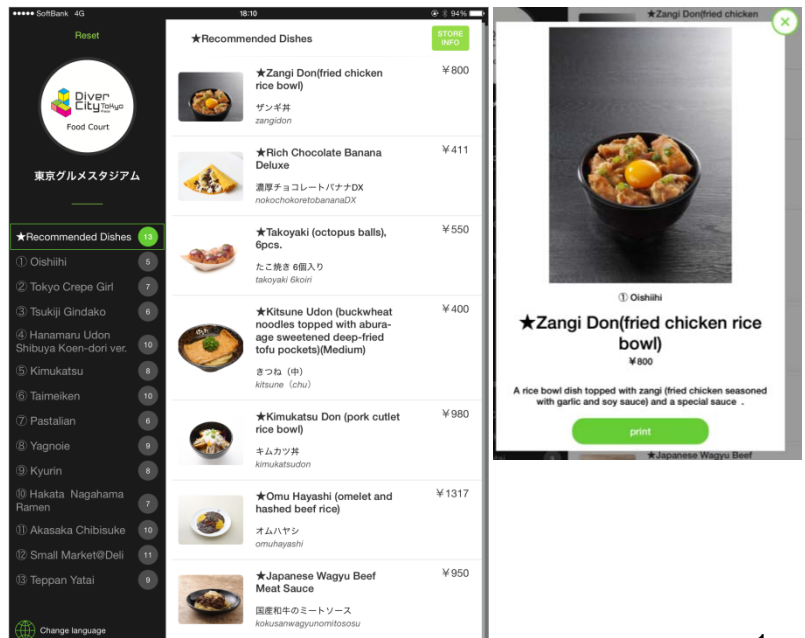 SoftBank 4G
18:10
94%
Reset
Diver
City Tokyo
Plaza
Food Court
東京グルメスタジアム
★Recommended Dishes 13
① Oishiihi 5
② Tokyo Crepe Girl 7
③ Tsukiji Gindako 6
④ Hanamaru Udon
Shibuya Koen-dori ver. 10
⑤ Kimukatsu 8
⑥ Taimeiken 10
⑦ Pastalian 6
⑧ Yagnoie 9
⑨ Kyurin 8
⑩ Hakata Nagahama
Ramen 7
⑪ Akasaka Chibisuke 10
⑫ Small Market@Deli 11
⑬ Teppan Yatai 9
Change language
★Recommended Dishes
STORE
INFO
★Zangi Don(fried chicken
rice bowl)
¥800
ザンギ丼
zangidon
★Rich Chocolate Banana
Deluxe
¥411
濃厚チョコレートバナナDX
nokochokoretobananaDX
★Takoyaki (octopus balls),
6pcs.
¥550
たこ焼き 6個入り
takoyaki 6koiri
★Kitsune Udon (buckwheat
noodles topped with abura-
age sweetened deep-fried
tofu pockets)(Medium)
¥400
きつね（中）
kitsune（chu）
★Kimukatsu Don (pork cutlet
rice bowl)
¥980
キムカツ丼
kimukatsudon
★Omu Hayashi (omelet and
hashed beef rice)
¥1317
オムハヤシ
omuhayashi
★Japanese Wagyu Beef
Meat Sauce
¥950
国産和牛のミートソース
kokusanwagyunomitososu
★Zangi Don(fried chicken
① Oishiihi
★Zangi Don(fried chicken rice
bowl)
¥800
A rice bowl dish topped with zangi (fried chicken seasoned
with garlic and soy sauce) and a special sauce .
print
★Japanese Wagyu Beef